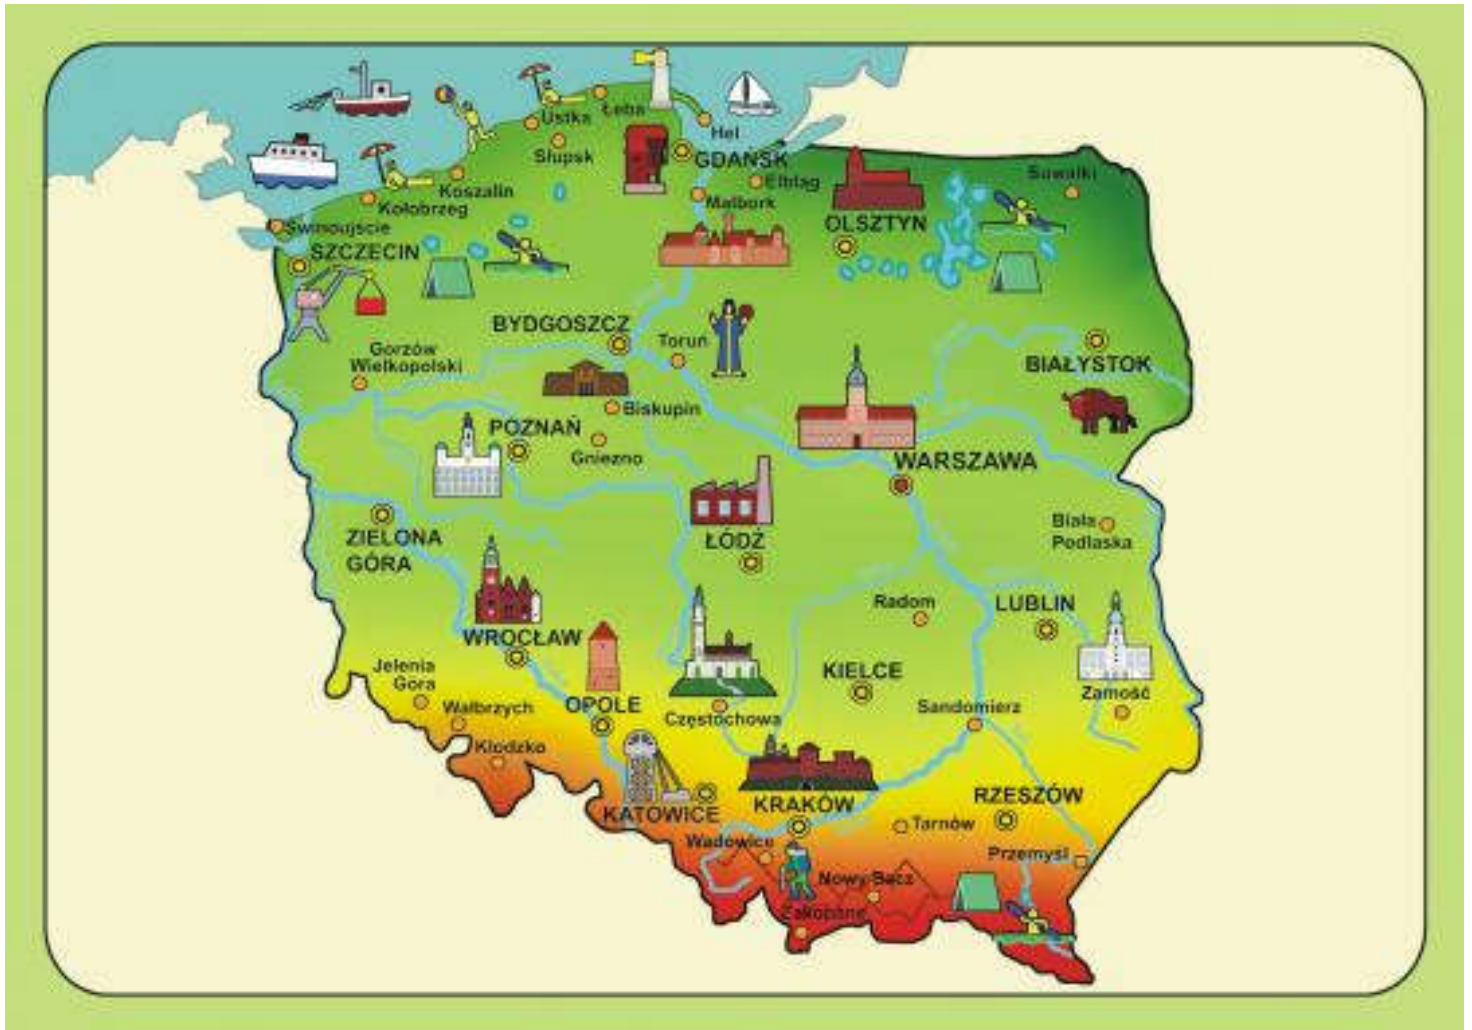 Ustka
Łeba
Hel
Słupsk
GDAŃSK
Elbląg
Suwałki
Koszalin
Kołobrzeg
Malbork
Świnoujście
OLSZTYN
SZCZECIN
BYDGOSZCZ
Toruń
Gorzów
Wielkopolski
BIAŁYSTOK
Biskupin
POZNAŃ
Gniezno
WARSZAWA
ZIELONA
GÓRA
ŁÓDŹ
Biała
Podlaska
Radom
LUBLIN
WROCŁAW
Jelenia
Gora
KIELCE
Zamość
Wałbrzych
OPOLE
Częstochowa
Sandomierz
Kłodzko
KATOWICE
KRAKÓW
RZESZÓW
Tarnów
Wadowice
Przemyśl
Nowy Sącz
Zakopane